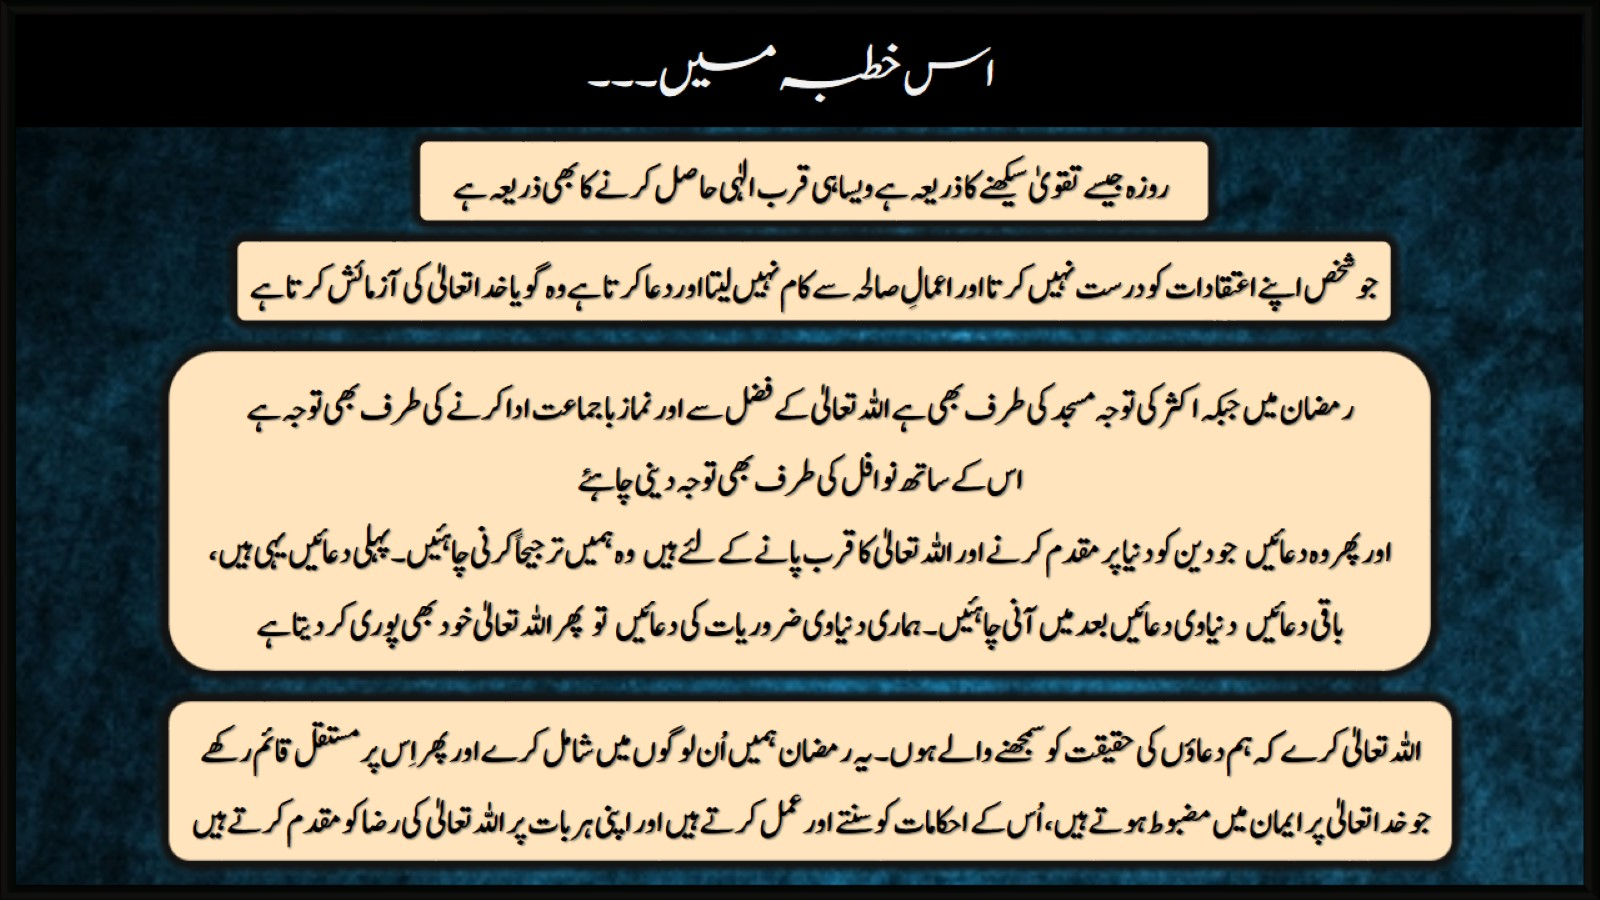 اس خطبہ میں۔۔۔
روزہ جیسے تقویٰ سیکھنے کا ذریعہ ہے ویسا ہی قرب الٰہی حاصل کرنے کا بھی ذریعہ ہے
جو شخص اپنے اعتقادات کو درست نہیں کرتا اور اعمالِ صالحہ سے کام نہیں لیتا اور دعا کرتا ہے وہ گویا خدا تعالیٰ کی آزمائش کرتا ہے
رمضان میں جبکہ اکثر کی توجہ مسجد کی طرف بھی ہے اللہ تعالیٰ کے فضل سے اور نماز باجماعت ادا کرنے کی طرف بھی توجہ ہے
اس کے ساتھ نوافل کی طرف بھی توجہ دینی چاہئے
اور پھر وہ دعائیں جو دین کو دنیا پر مقدم کرنے اور اللہ تعالیٰ کا قرب پانے کے لئے ہیں وہ ہمیں ترجیحاً کرنی چاہئیں۔ پہلی دعائیں یہی ہیں،
باقی دعائیں دنیاوی دعائیں بعد میں آنی چاہئیں۔ ہماری دنیاوی ضروریات کی دعائیں تو پھر اللہ تعالیٰ خود بھی پوری کر دیتا ہے
اللہ تعالیٰ کرے کہ ہم دعاؤں کی حقیقت کو سمجھنے والے ہوں۔ یہ رمضان ہمیں اُن لوگوں میں شامل کرے اور پھر اِس پر مستقل قائم رکھے
جو خدا تعالیٰ پر ایمان میں مضبوط ہوتے ہیں، اُس کے احکامات کو سنتے اور عمل کرتے ہیں اور اپنی ہر بات پر اللہ تعالیٰ کی رضا کو مقدم کرتے ہیں